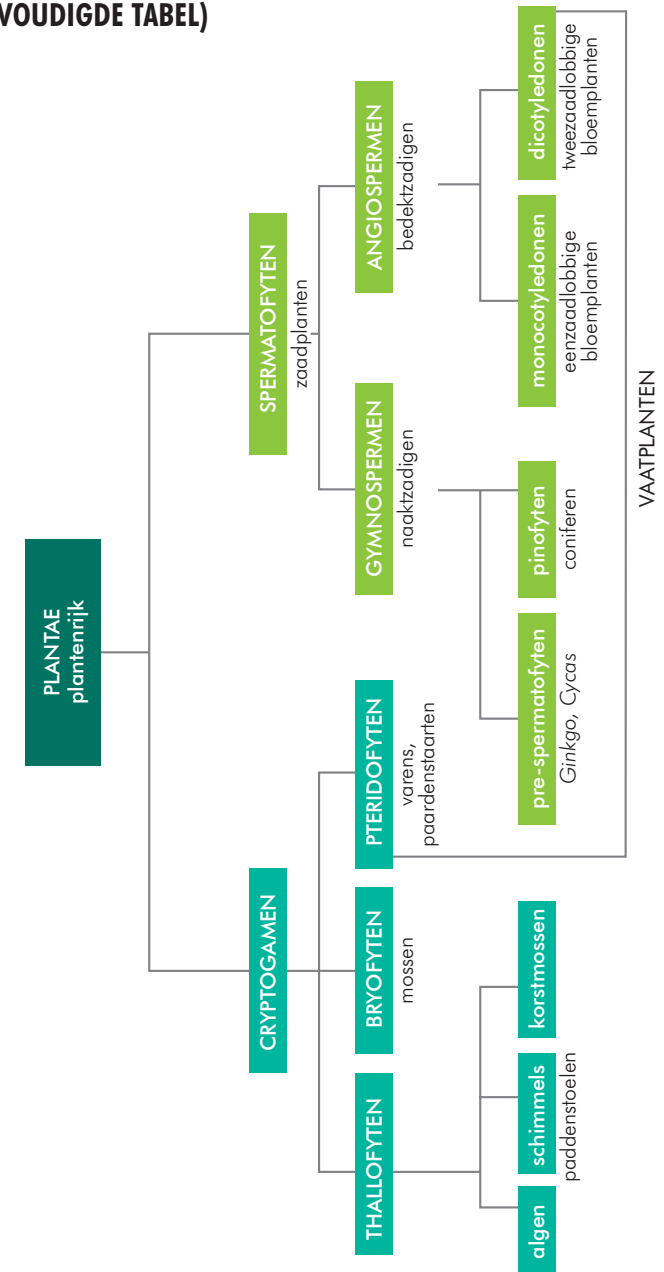 VOUDIGDE TABEL)
PLANTAE
plantenrijk
CRYPTOGAMEN
SPERMATOFYTEN
zaadplanten
THALLOFYTEN
BRYOFYTEN
mossen
PTERIDOFYTEN
varens,
paardenstaarten
GYMNOSPERMEN
naaktzadigen
ANGIOSPERMEN
bedektzadigen
algen
schimmels
paddenstoelen
korstmossen
pre-spermatofyten
Ginkgo, Cycas
pinofyten
coniferen
monocotyledonen
eenzaadlobbige
bloemplanten
dicotyledonen
tweezaadlobbige
bloemplanten
VAATPLANTEN